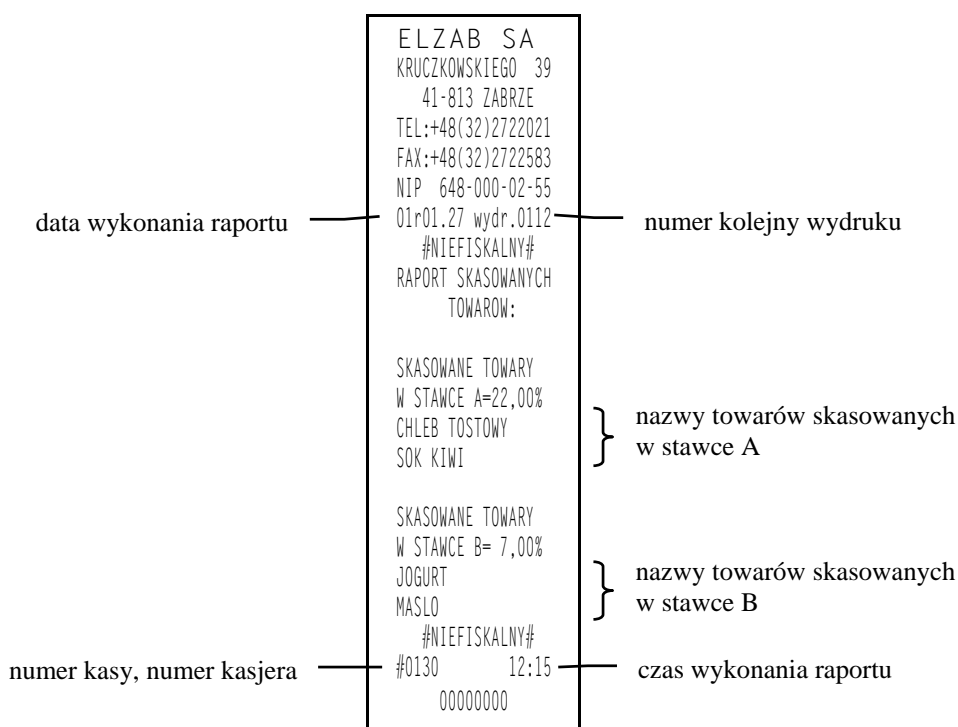 ELZAB SA
KRUCZKOWSKIEGO 39
41-813 ZABRZE
TEL:+48(32)2722021
FAX:+48(32)2722583
NIP 648-000-02-55
data wykonania raportu
01r01.27 wydr.0112
numer kolejny wydruku
#NIEFISKALNY#
RAPORT SKASOWANYCH
TOWAROW:
SKASOWANE TOWARY
W STAWCE A=22,00%
CHLEB TOSTOWY
SOK KIWI
nazwy towarów skasowanych
w stawce A
SKASOWANE TOWARY
W STAWCE B= 7,00%
JOGURT
MASLO
nazwy towarów skasowanych
w stawce B
#NIEFISKALNY#
numer kasy, numer kasjera
#0130 12:15
czas wykonania raportu
00000000